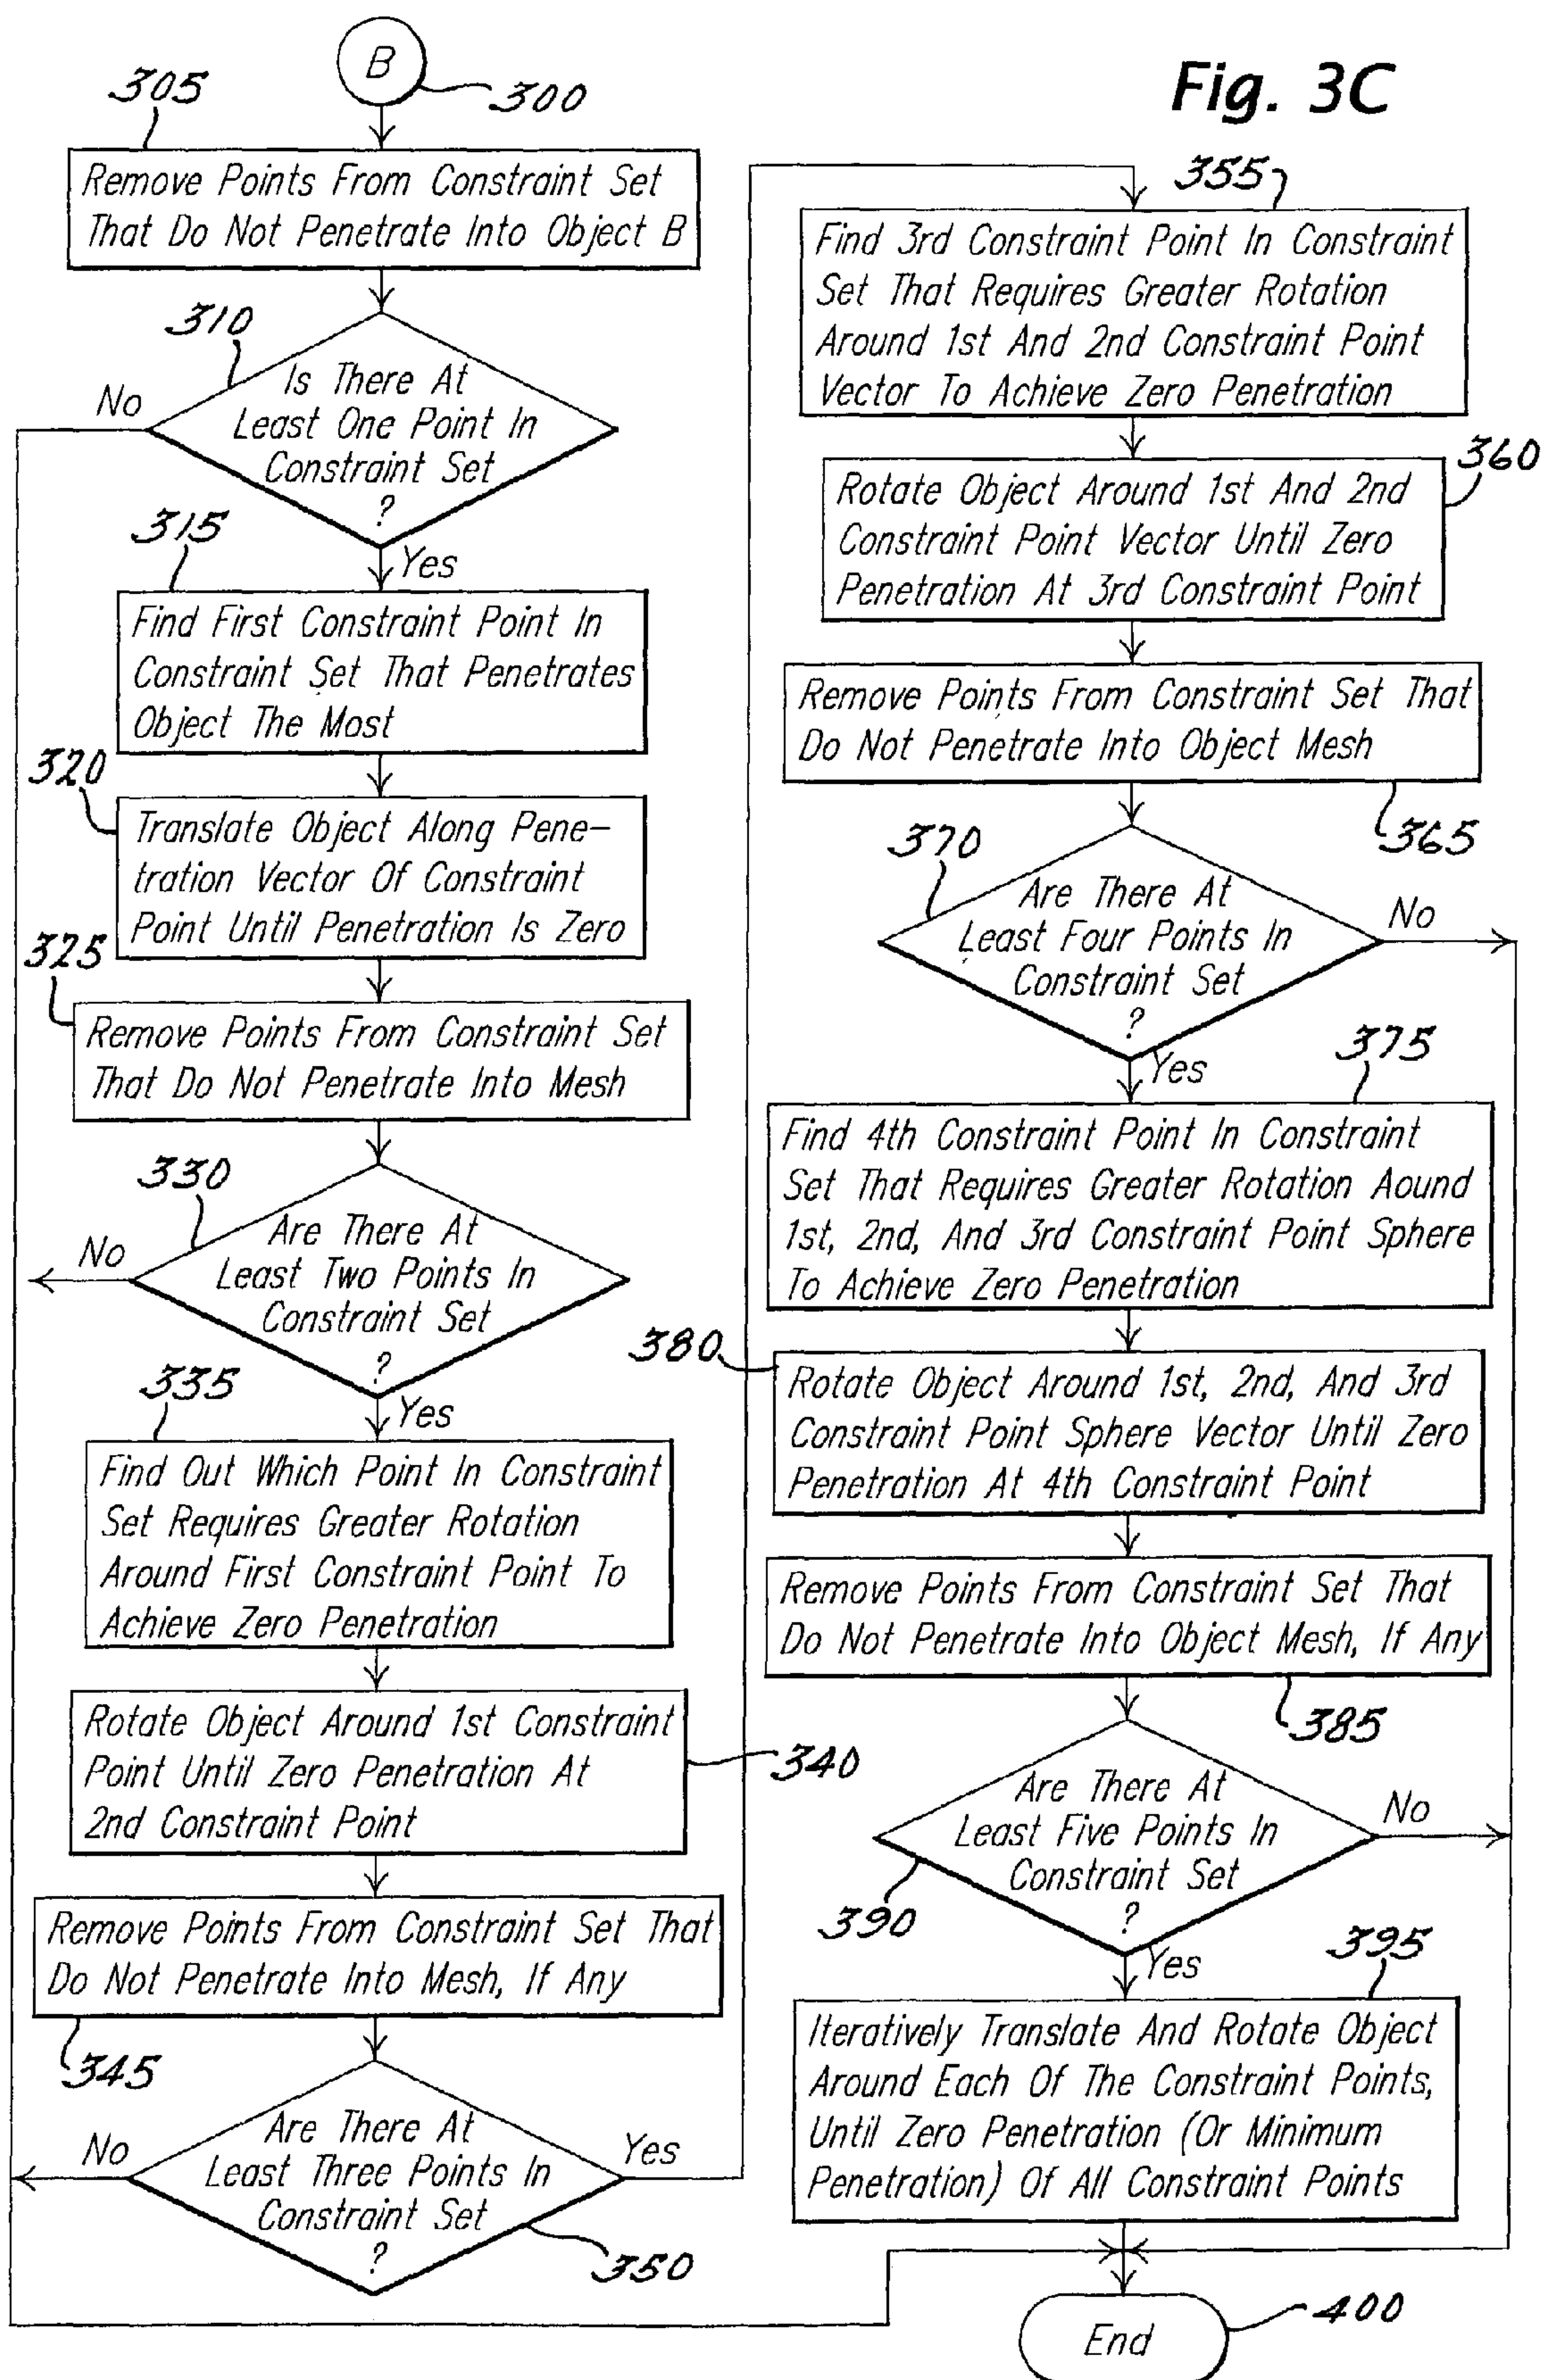 Fig. 3C
B
300
305
Remove Points From Constraint Set
That Do Not Penetrate Into Object B
310
Is There At
Least One Point In
Constraint Set
?
No
Yes
315
Find First Constraint Point In
Constraint Set That Penetrates
Object The Most
320
Translate Object Along Pene-
tration Vector Of Constraint
Point Until Penetration Is Zero
325
Remove Points From Constraint Set
That Do Not Penetrate Into Mesh
330
Are There At
Least Two Points In
Constraint Set
?
No
Yes
335
Find Out Which Point In Constraint
Set Requires Greater Rotation
Around First Constraint Point To
Achieve Zero Penetration
Rotate Object Around 1st Constraint
Point Until Zero Penetration At
2nd Constraint Point
340
Remove Points From Constraint Set That
Do Not Penetrate Into Mesh, If Any
345
Are There At
Least Three Points In
Constraint Set
?
No
Yes
350
355
Find 3rd Constraint Point In Constraint
Set That Requires Greater Rotation
Around 1st And 2nd Constraint Point
Vector To Achieve Zero Penetration
360
Rotate Object Around 1st And 2nd
Constraint Point Vector Until Zero
Penetration At 3rd Constraint Point
Remove Points From Constraint Set That
Do Not Penetrate Into Object Mesh
365
370
Are There At
Least Four Points In
Constraint Set
?
No
Yes
375
Find 4th Constraint Point In Constraint
Set That Requires Greater Rotation Aound
1st, 2nd, And 3rd Constraint Point Sphere
To Achieve Zero Penetration
380
Rotate Object Around 1st, 2nd, And 3rd
Constraint Point Sphere Vector Until Zero
Penetration At 4th Constraint Point
Remove Points From Constraint Set That
Do Not Penetrate Into Object Mesh, If Any
385
Are There At
Least Five Points In
Constraint Set
?
No
Yes
390
395
Iteratively Translate And Rotate Object
Around Each Of The Constraint Points,
Until Zero Penetration (Or Minimum
Penetration) Of All Constraint Points
End
400